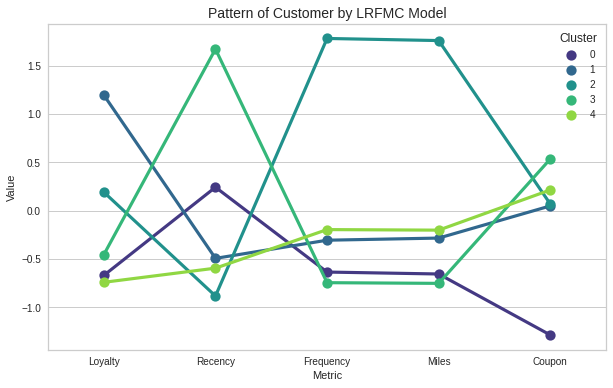 Pattern of Customer by LRFMC Model
Cluster
0
1
2
3
4
1.5
1.0
0.5
0.0
−0.5
−1.0
Value
Loyalty Recency Frequency Miles Coupon
Metric